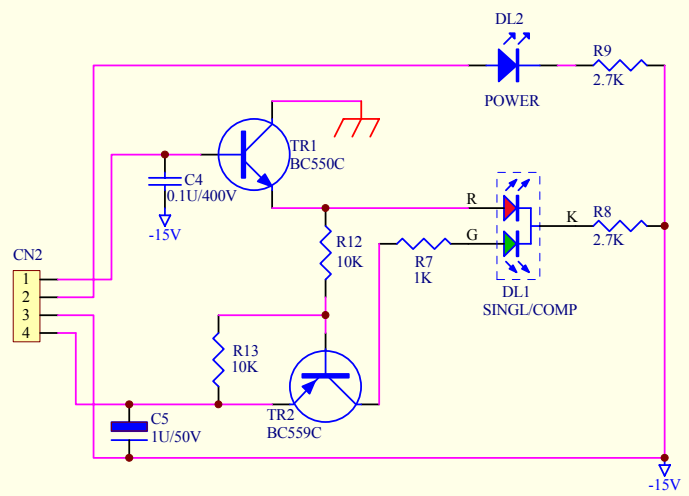 DL2
R9
2.7K
POWER
TR1
BC550C
C4
0.1U/400V
-15V
R
G
K
R8
2.7K
R12
10K
R7
1K
DL1
SINGL/COMP
CN2
1
2
3
4
R13
10K
TR2
BC559C
C5
1U/50V
-15V